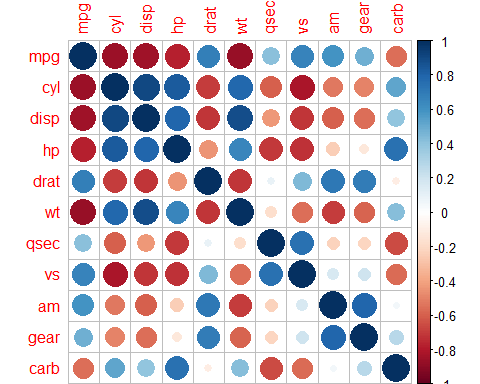 mpg cyl disp hp drat wt qsec vs am gear carb
mpg
cyl
disp
hp
drat
wt
qsec
vs
am
gear
carb
1
0.8
0.6
0.4
0.2
0
-0.2
-0.4
-0.6
-0.8
-1